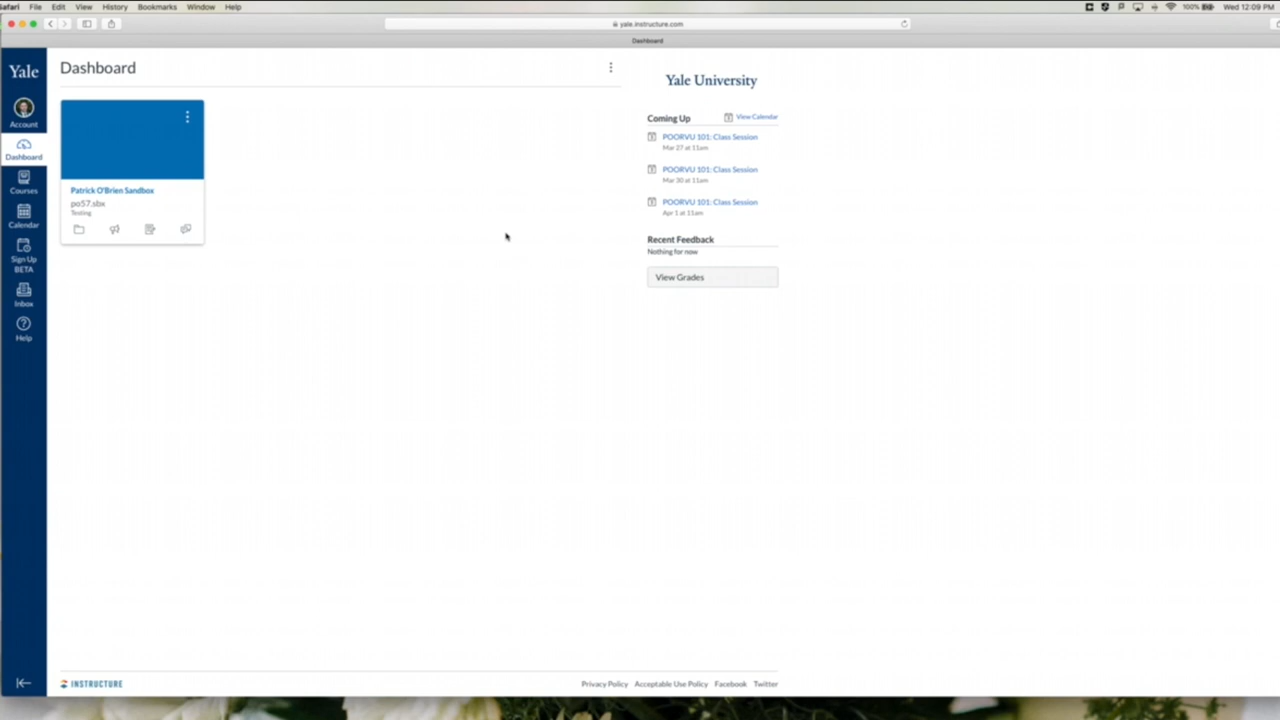 Safari File Edit View History Bookmarks Window Help 100% Wed 12:09 PM
yale.instructure.com
Dashboard
Yale
Account
Dashboard
Courses
Calendar
Sign Up
BETA
Inbox
Help
Dashboard
Patrick O'Brien Sandbox
po57.sbx
Testing
Yale University
Coming Up View Calendar
POORVU 101: Class Session
Mar 27 at 11am
POORVU 101: Class Session
Mar 30 at 11am
POORVU 101: Class Session
Apr 1 at 11am
Recent Feedback
Nothing for now
View Grades
INSTRUCTURE
Privacy Policy Acceptable Use Policy Facebook Twitter